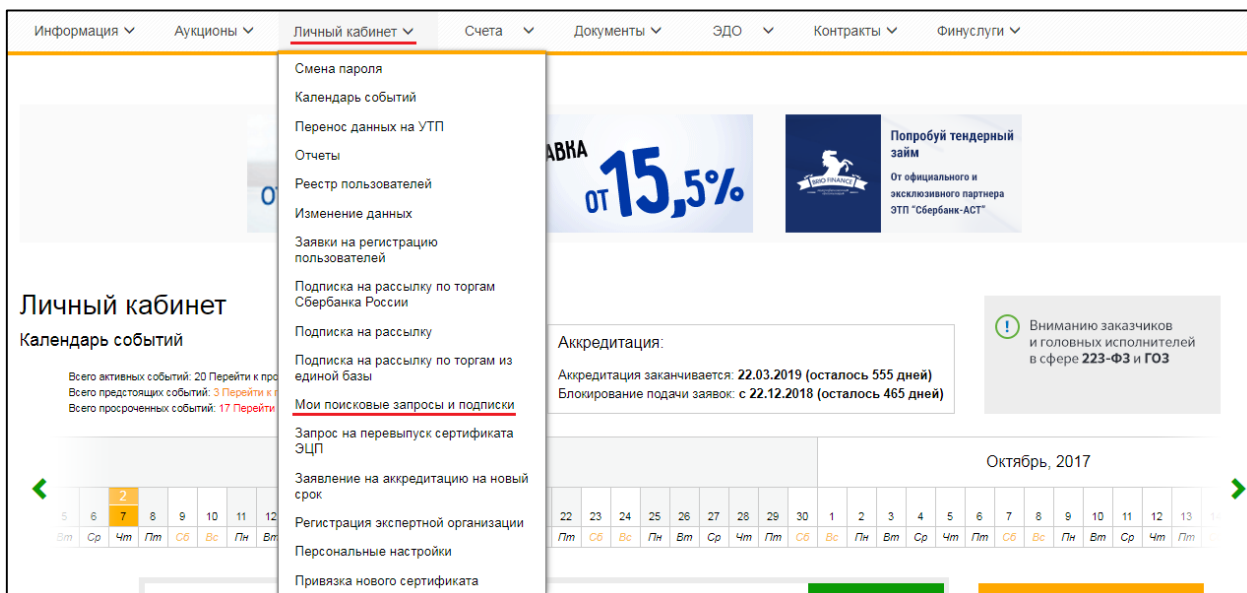 Информация
Аукционы
Личный кабинет
Счета
Документы
ЭДО
Контракты
Финуслуги
Смена пароля
Календарь событий
Перенос данных на УТП
Отчеты
Реестр пользователей
Изменение данных
Заявки на регистрацию
пользователей
Подписка на рассылку по торгам
Сбербанка России
Подписка на рассылку
Подписка на рассылку по торгам из
единой базы
Мои поисковые запросы и подписки
Запрос на перевыпуск сертификата
ЭЦП
Заявление на аккредитацию на новый
срок
Регистрация экспертной организации
Персональные настройки
Привязка нового сертификата
от 15,5%
Попробуй тендерный
займ
От официального и
эксклюзивного партнера
ЭТП "Сбербанк-АСТ"
Личный кабинет
Календарь событий
Всего активных событий: 20 Перейти к
Всего предстоящих событий: 3 Перейти к
Всего просроченных событий: 17 Перейти
Аккредитация:
Аккредитация заканчивается: 22.03.2019 (осталось 555 дней)
Блокирование подачи заявок: с 22.12.2018 (осталось 465 дней)
Вниманию заказчиков
и головных исполнителей
в сфере 223-ФЗ и ГОЗ
Октябрь, 2017
2
5 6 7 8 9 10 11 12 22 23 24 25 26 27 28 29 30 1 2 3 4 5 6 7 8 9 10 11 12 13
Вт Ср Чт Пт Сб Вс Пн Вт Пт Сб Вс Пн Вт Ср Чт Пт Сб Вс Пн Вт Ср Чт Пт Сб Вс Пн Вт Ср Чт Пт